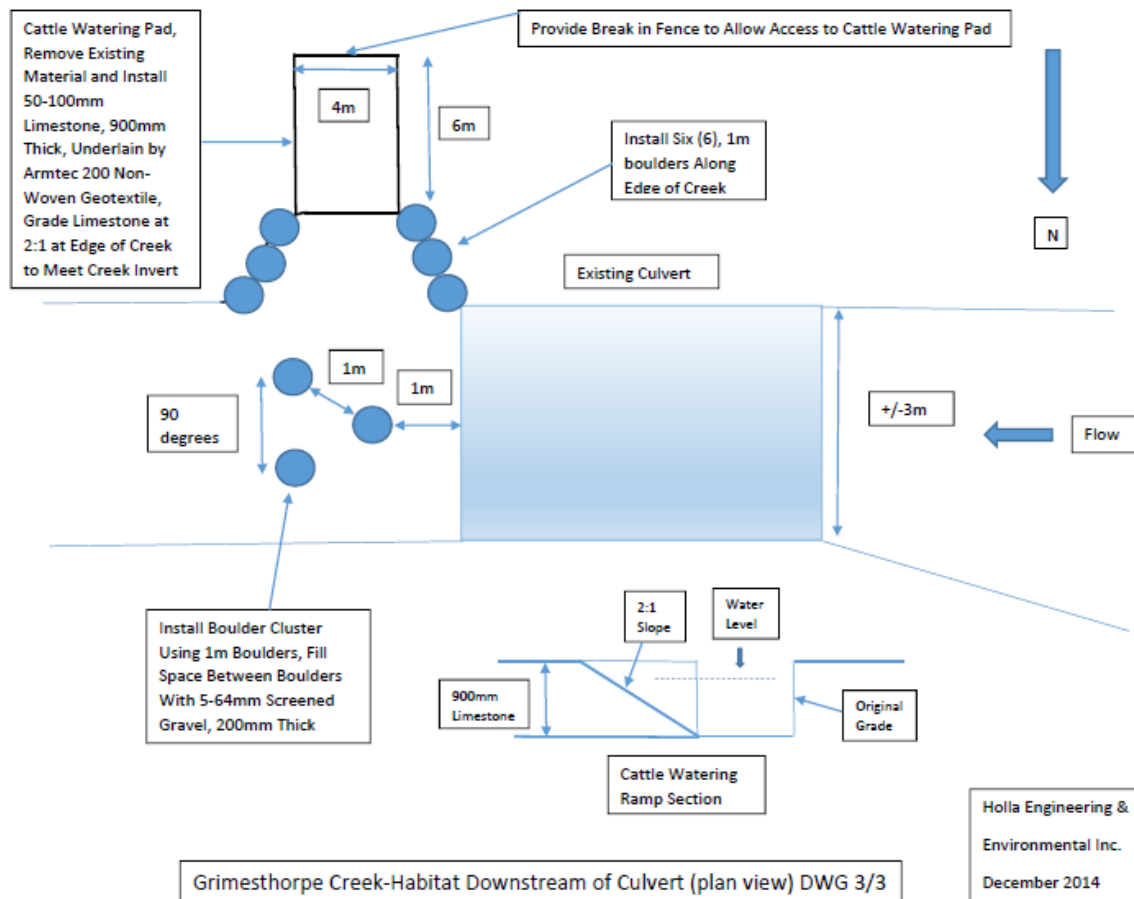 Cattle Watering Pad,
Remove Existing
Material and Install
50-100mm
Limestone, 900mm
Thick, Underlain by
Armtec 200 Non-
Woven Geotextile,
Grade Limestone at
2:1 at Edge of Creek
to Meet Creek Invert
Provide Break in Fence to Allow Access to Cattle Watering Pad
4m
6m
Install Six (6), 1m
boulders Along
Edge of Creek
N
Existing Culvert
1m
1m
90
degrees
+/-3m
Flow
Install Boulder Cluster
Using 1m Boulders, Fill
Space Between Boulders
With 5-64mm Screened
Gravel, 200mm Thick
2:1
Slope
Water
Level
900mm
Limestone
Original
Grade
Cattle Watering
Ramp Section
Holla Engineering &
Environmental Inc.
December 2014
Grimesthorpe Creek-Habitat Downstream of Culvert (plan view) DWG 3/3